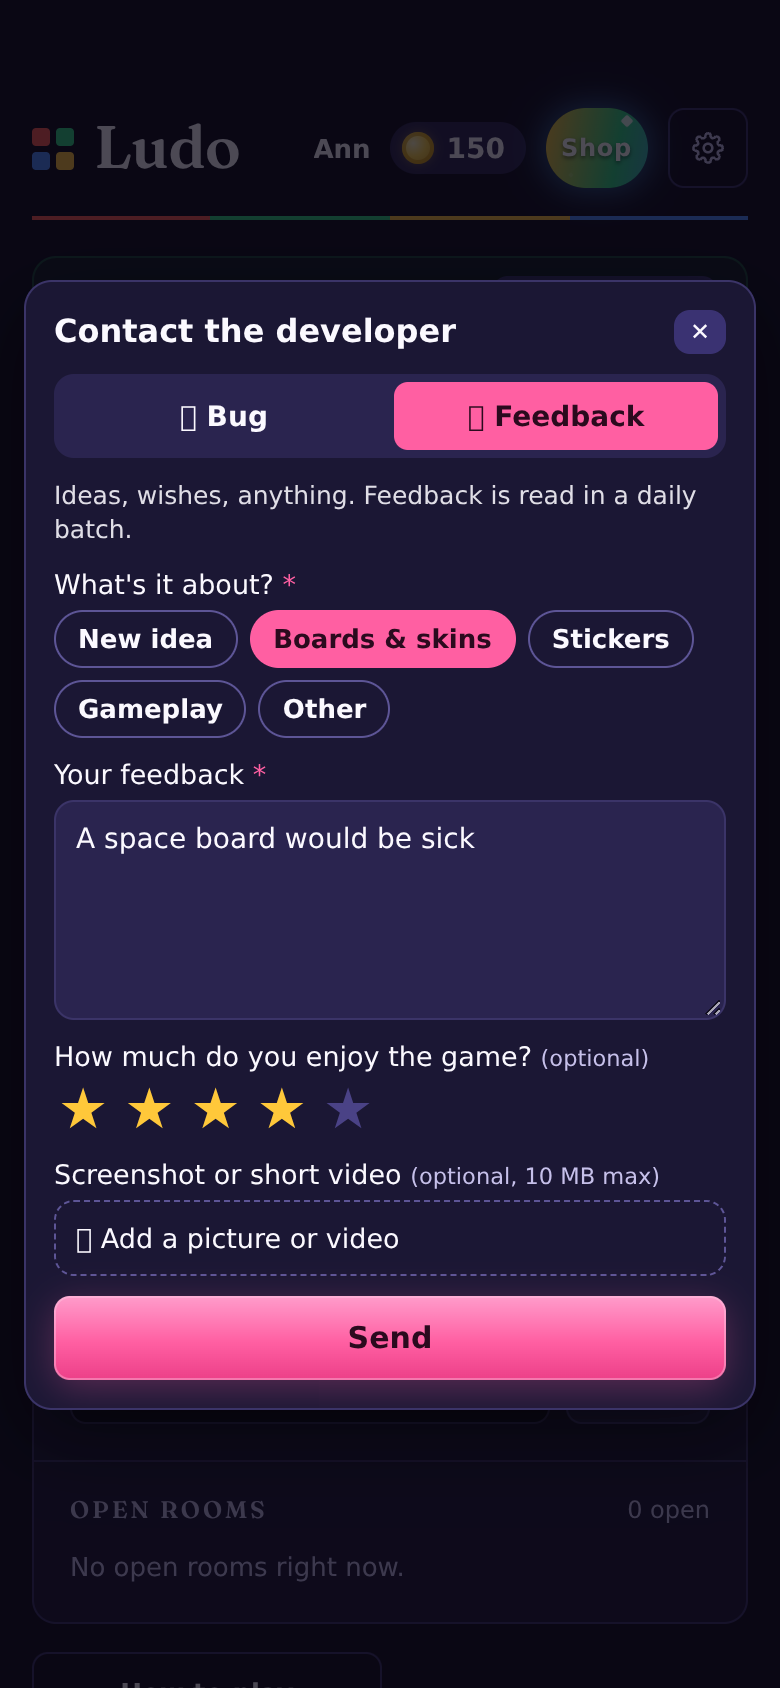 Ludo
Ann
150
Shop
Contact the developer
✕
Bug
Feedback
Ideas, wishes, anything. Feedback is read in a daily
batch.
What's it about? *
New idea
Boards & skins
Stickers
Gameplay
Other
Your feedback *
A space board would be sick
How much do you enjoy the game? (optional)
Screenshot or short video (optional, 10 MB max)
Add a picture or video
Send
OPEN ROOMS
0 open
No open rooms right now.
How to play